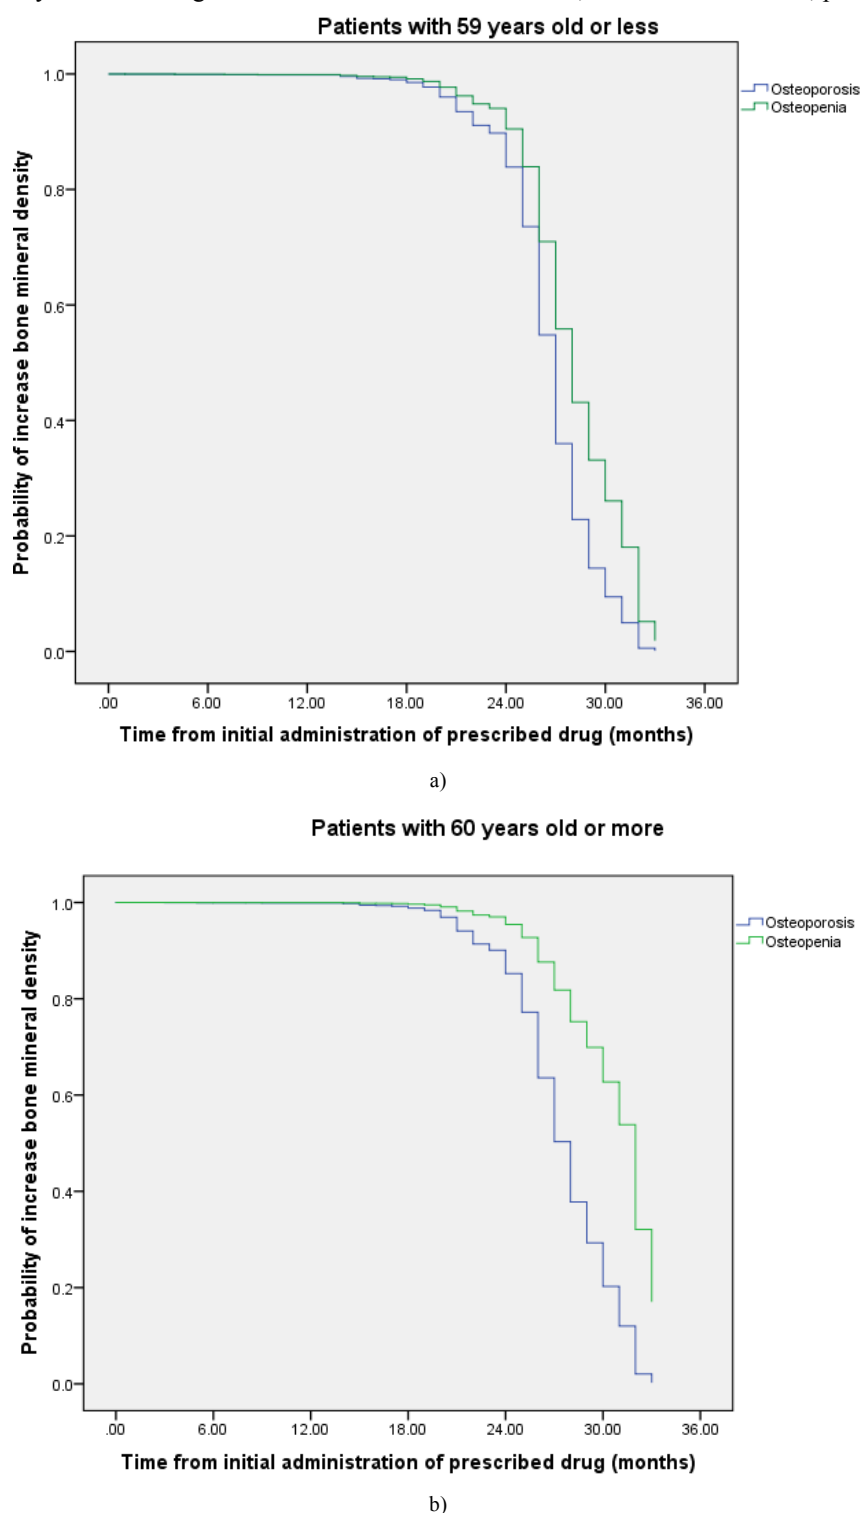 Patients with 59 years old or less
1.0
0.8
0.6
0.4
0.2
0.0
Probability of increase bone mineral density
Osteoporosis
Osteopenia
.00 6.00 12.00 18.00 24.00 30.00 36.00
Time from initial administration of prescribed drug (months)
a)
Patients with 60 years old or more
1.0
0.8
0.6
0.4
0.2
0.0
Probability of increase bone mineral density
Osteoporosis
Osteopenia
.00 6.00 12.00 18.00 24.00 30.00 36.00
Time from initial administration of prescribed drug (months)
b)